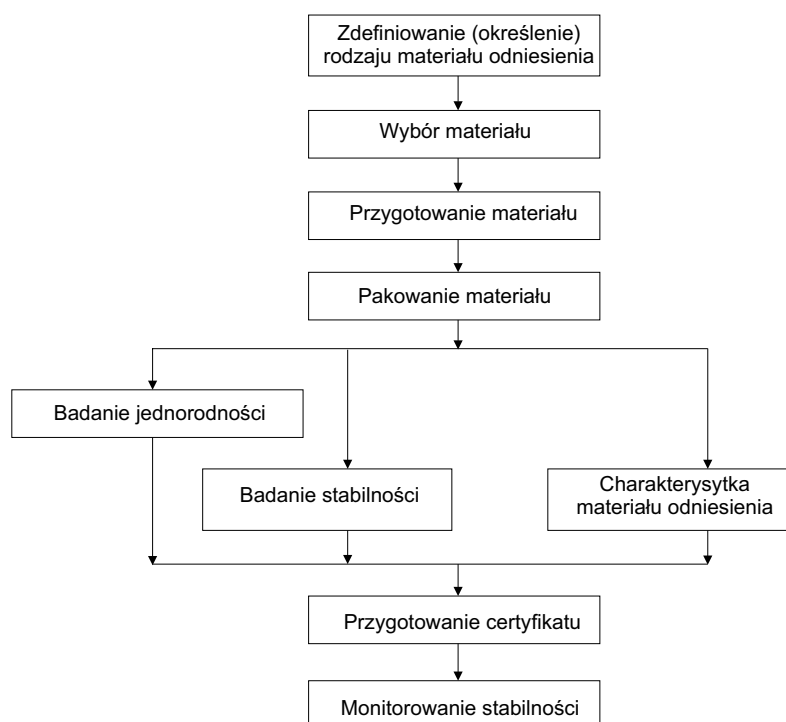 Zdefiniowanie (określenie)
rodzaju materiału odniesienia
Wybór materiału
Przygotowanie materiału
Pakowanie materiału
Badanie jednorodności
Badanie stabilności
Charakterysytka
materiału odniesienia
Przygotowanie certyfikatu
Monitorowanie stabilności